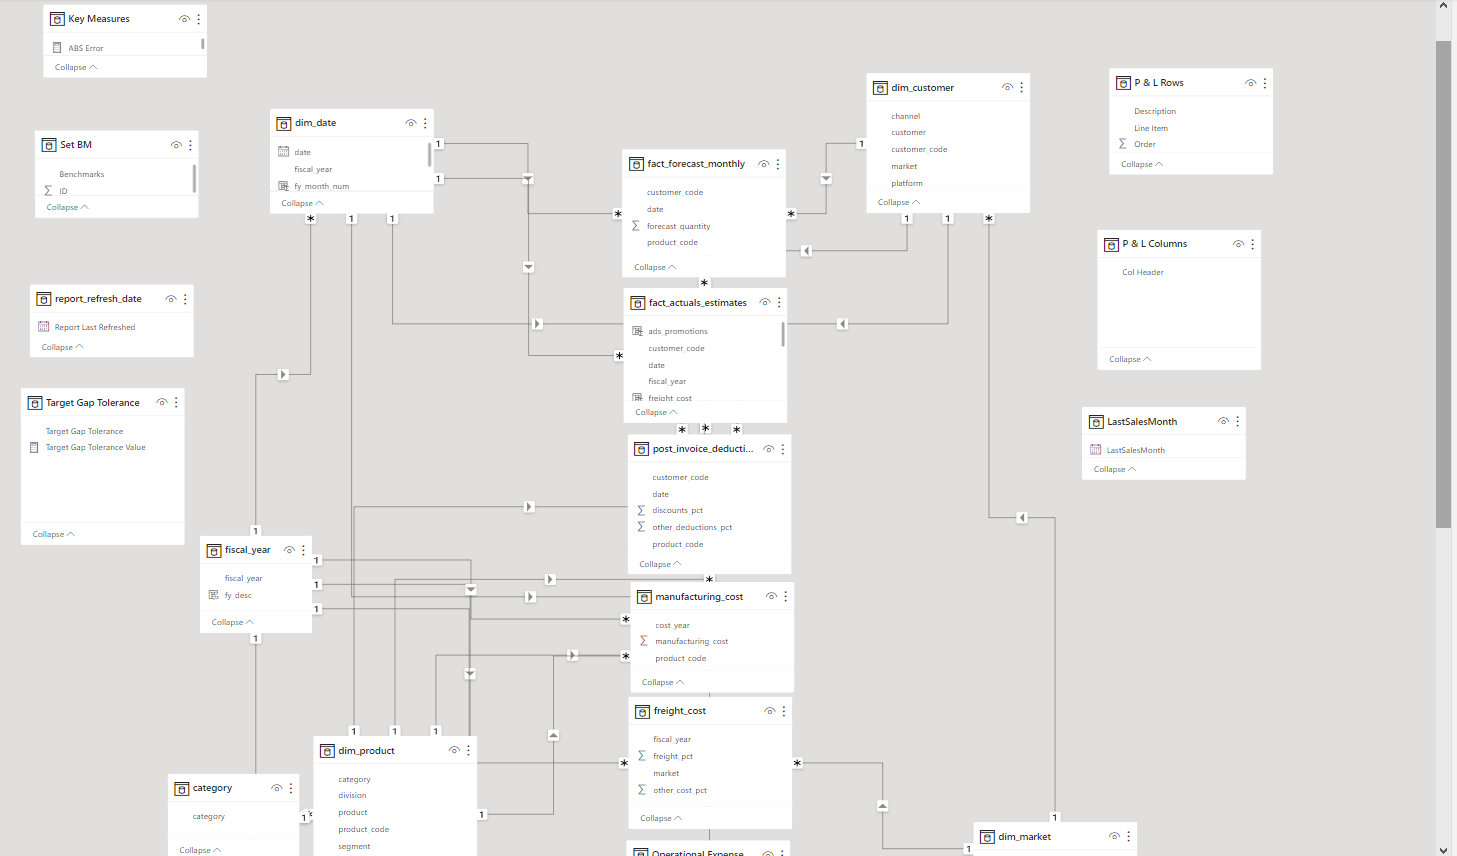 Key Measures
ABS Error
Collapse
Set BM
Benchmarks
ID
Collapse
report_refresh_date
Report Last Refreshed
Collapse
Target Gap Tolerance
Target Gap Tolerance
Target Gap Tolerance Value
Collapse
dim_date
date
fiscal_year
fy_month_num
Collapse
1
1
*
1
1
fact_forecast_monthly
customer_code
date
forecast_quantity
product_code
Collapse
*
*
*
dim_customer
channel
customer
customer_code
market
platform
Collapse
1
1
1
*
P & L Rows
Description
Line Item
Order
Collapse
P & L Columns
Col Header
Collapse
LastSalesMonth
LastSalesMonth
Collapse
fact_actuals_estimates
ads_promotions
customer_code
date
fiscal_year
freight_cost
Collapse
*
*
*
*
post_invoice_deducti...
customer_code
date
discounts_pct
other_deductions_pct
product_code
Collapse
*
fiscal_year
fiscal_year
fy_desc
Collapse
1
1
1
1
1
manufacturing_cost
cost_year
manufacturing_cost
product_code
Collapse
*
*
freight_cost
fiscal_year
freight_pct
market
other_cost_pct
Collapse
*
*
category
category
Collapse
1
*
dim_product
category
division
product
product_code
segment
1
1
1
1
Operational Expense
dim_market
1
1